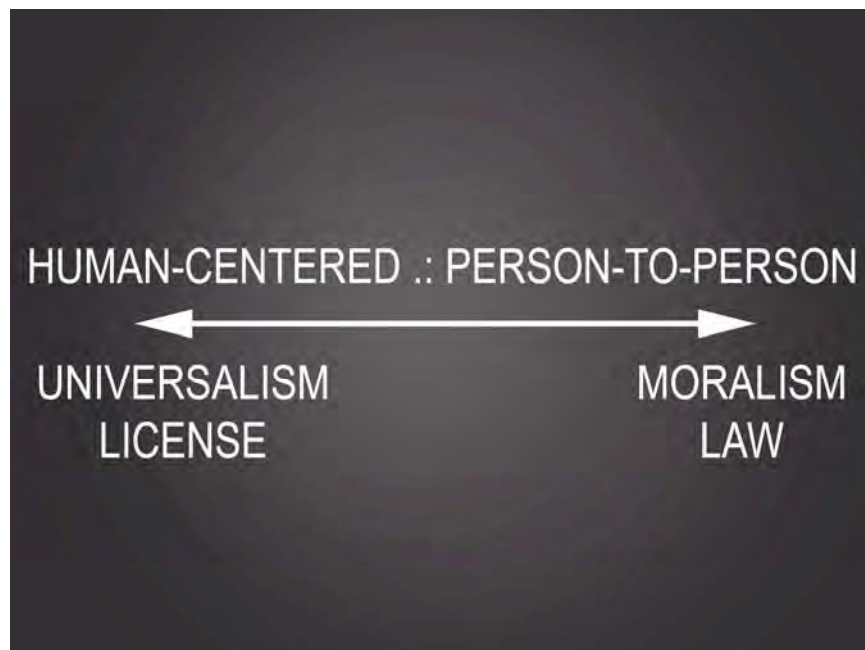 HUMAN-CENTERED .: PERSON-TO-PERSON
UNIVERSALISM
LICENSE
MORALISM
LAW